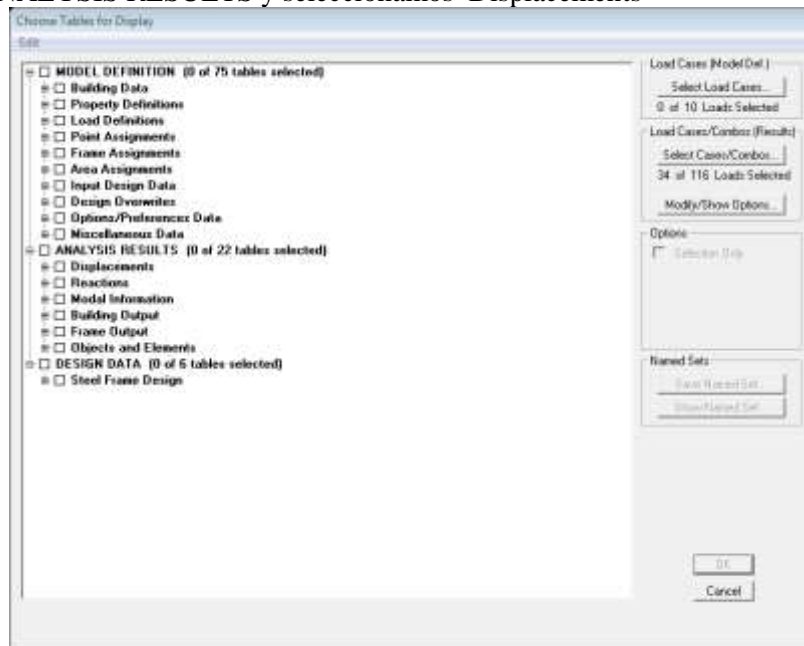 NALYSIS RESULTS y seleccionamos Displacements
Choose Tables for Display
Edit
MODEL DEFINITION (0 of 75 tables selected)
Building Data
Property Definitions
Load Definitions
Point Assignments
Frame Assignments
Area Assignments
Input Design Data
Design Overwrites
Options/Preferences Data
Miscellaneous Data
ANALYSIS RESULTS (0 of 22 tables selected)
Displacements
Reactions
Modal Information
Building Output
Frame Output
Objects and Elements
DESIGN DATA (0 of 6 tables selected)
Steel Frame Design
Load Cases (Model Def.)
Select Load Cases...
0 of 10 Loads Selected
Load Cases/Combos (Results)
Select Cases/Combos...
34 of 116 Loads Selected
Modify/Show Options...
Options
Selection Only
Named Sets
Save Named Set...
Show Named Set...
OK
Cancel